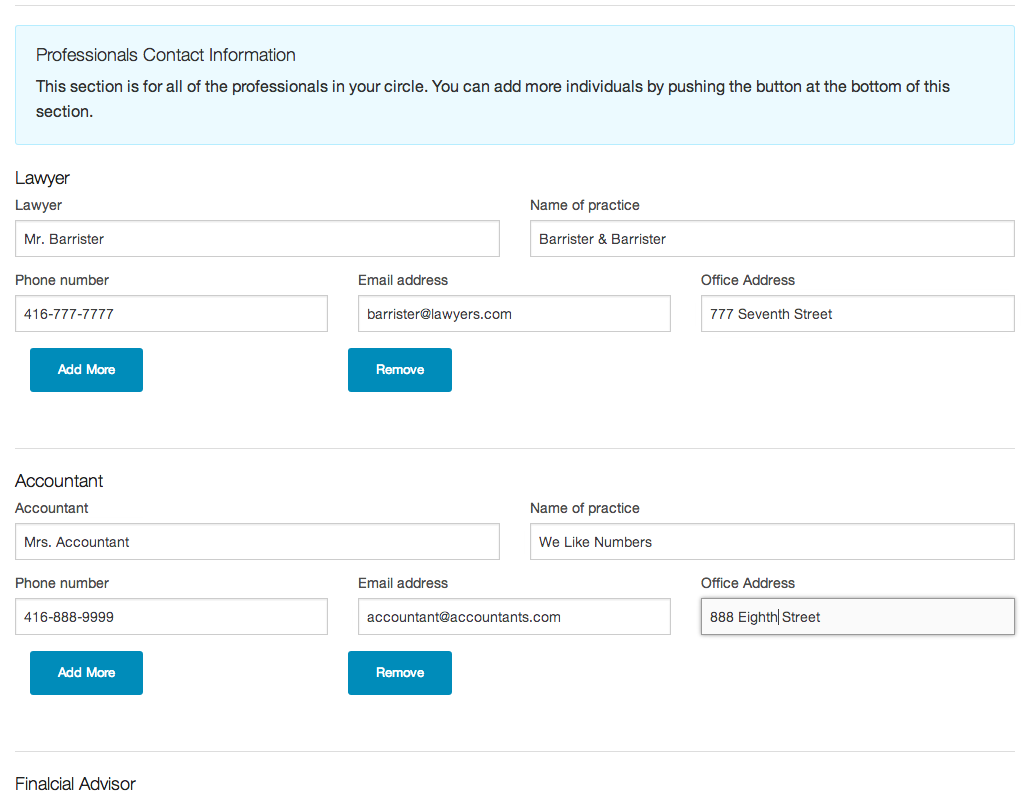 Professionals Contact Information
This section is for all of the professionals in your circle. You can add more individuals by pushing the button at the bottom of this
section.
Lawyer
Lawyer Name of practice
Mr. Barrister Barrister & Barrister
Phone number Email address Office Address
416-777-7777 barrister@lawyers.com 777 Seventh Street
Add More Remove
Accountant
Accountant Name of practice
Mrs. Accountant We Like Numbers
Phone number Email address Office Address
416-888-9999 accountant@accountants.com 888 Eighth Street
Add More Remove
Finalcial Advisor